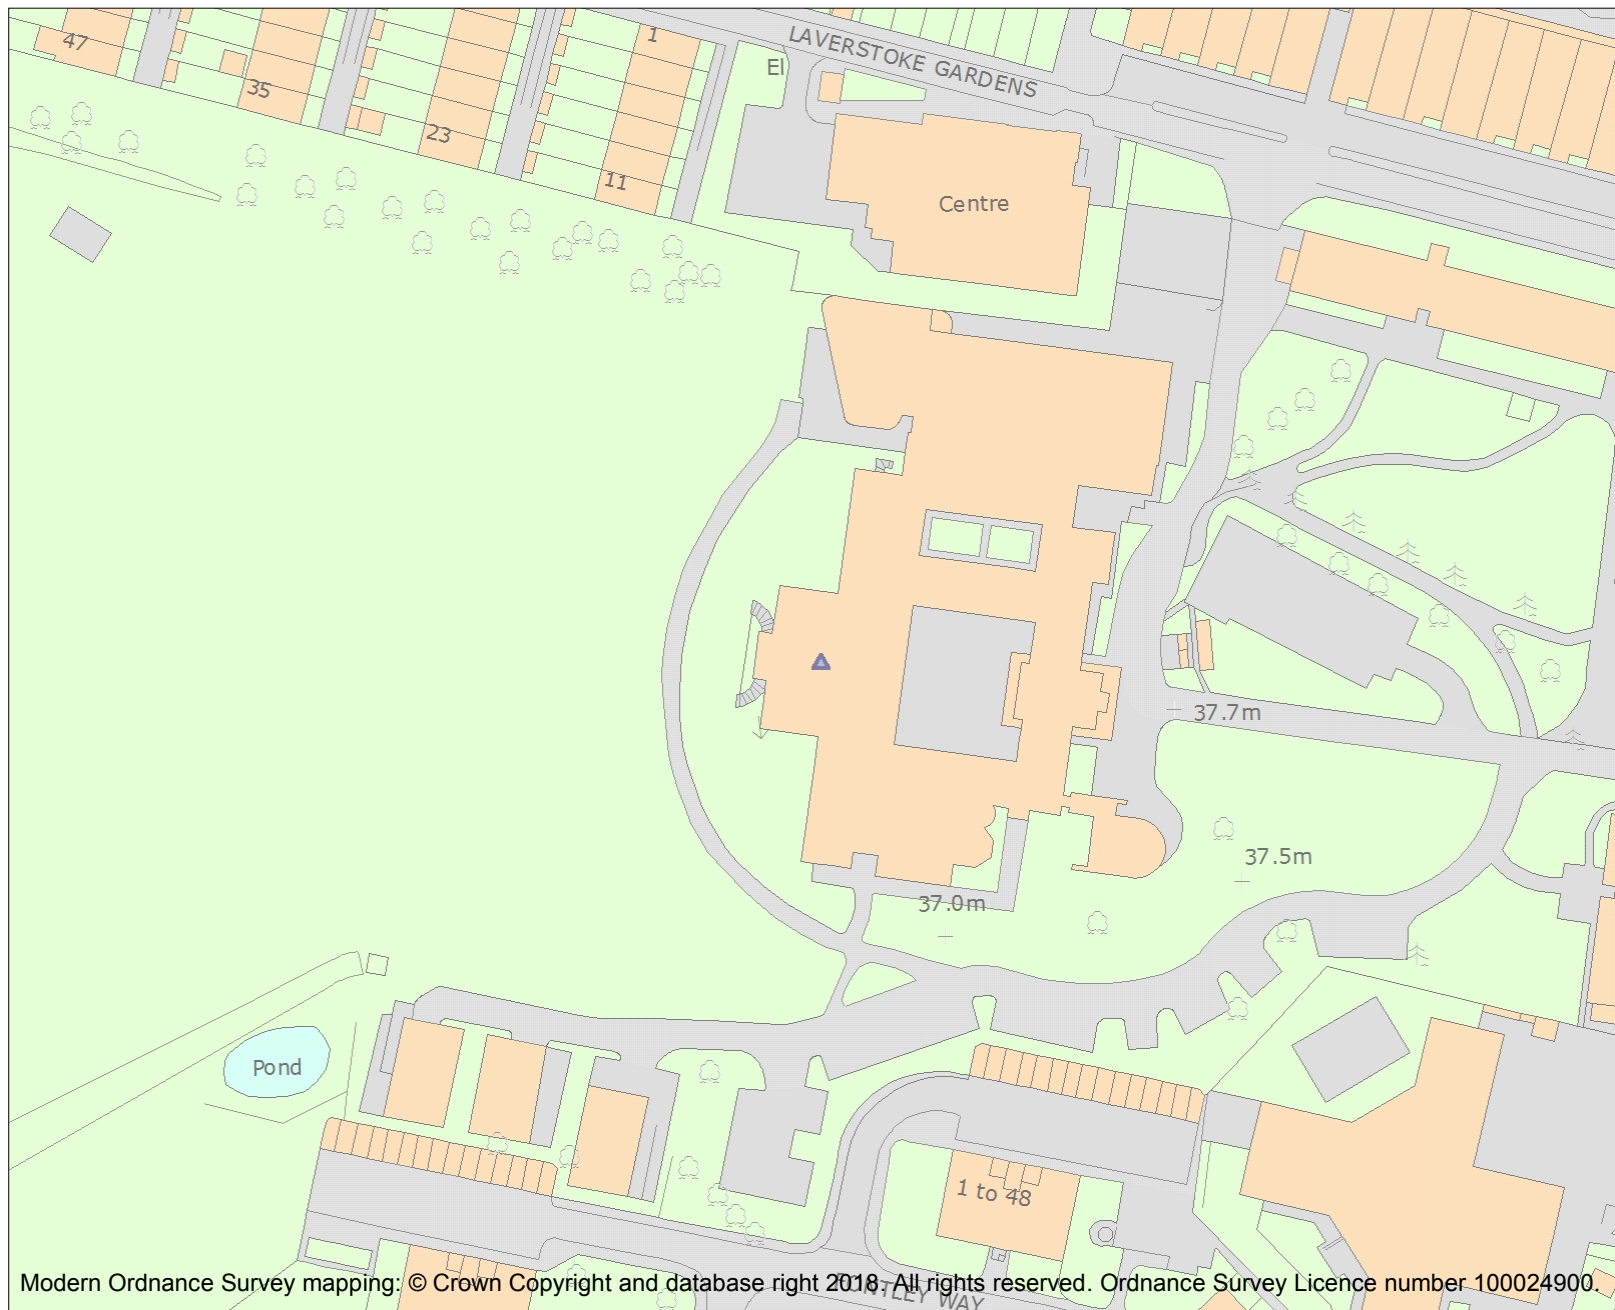 47
35
23
1
11
El
LAVERSTOKE GARDENS
Centre
37.7m
37.5m
37.0m
Pond
1 to 48
Modern Ordnance Survey mapping: © Crown Copyright and database right 2018. All rights reserved. Ordnance Survey Licence number 100024900.
WAY